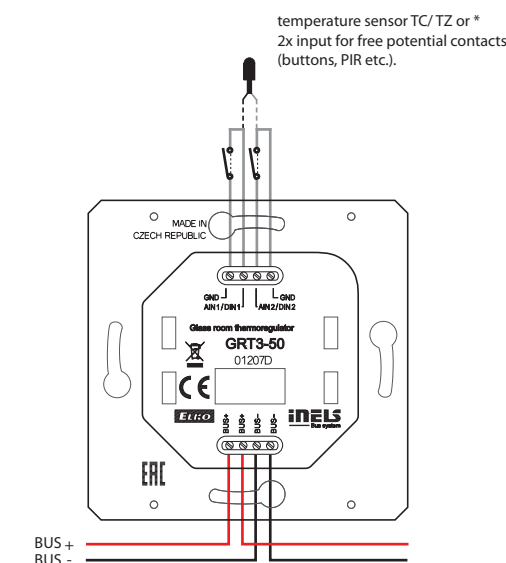 temperature sensor TC/ TZ or *
2x input for free potential contacts
(buttons, PIR etc.).
MADE IN
CZECH REPUBLIC
GND
GND
AIN1/DIN1
AIN2/DIN2
Glass room thermoregulator
GRT3-50
01207D
CE
ELKO
iNELS
Bus system
BUS+
BUS+
BUS-
BUS-
EAC
BUS +
BUS -